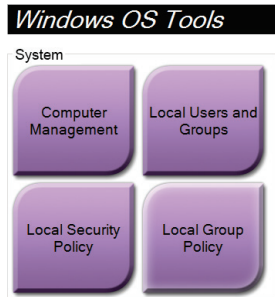 Windows OS Tools
System
Computer
Management
Local Users and
Groups
Local Security
Policy
Local Group
Policy